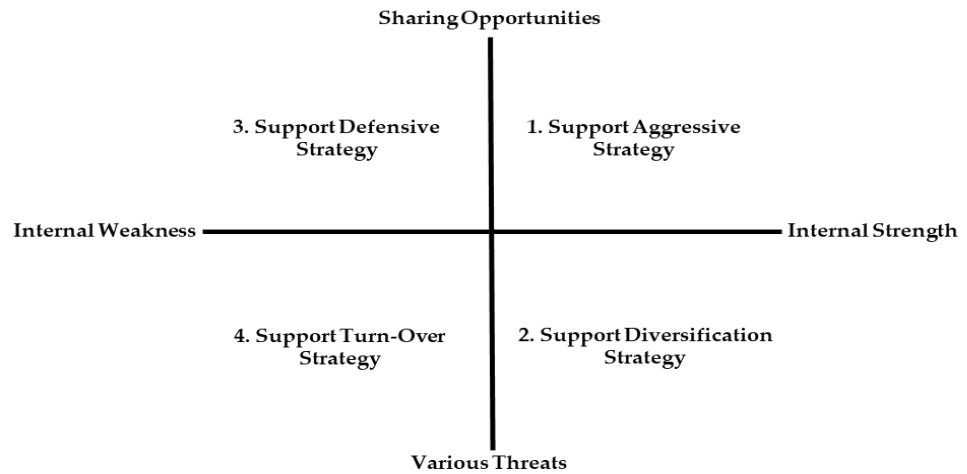 Sharing Opportunities
3. Support Defensive
Strategy
1. Support Aggressive
Strategy
Internal Weakness
Internal Strength
4. Support Turn-Over
Strategy
2. Support Diversification
Strategy
Various Threats